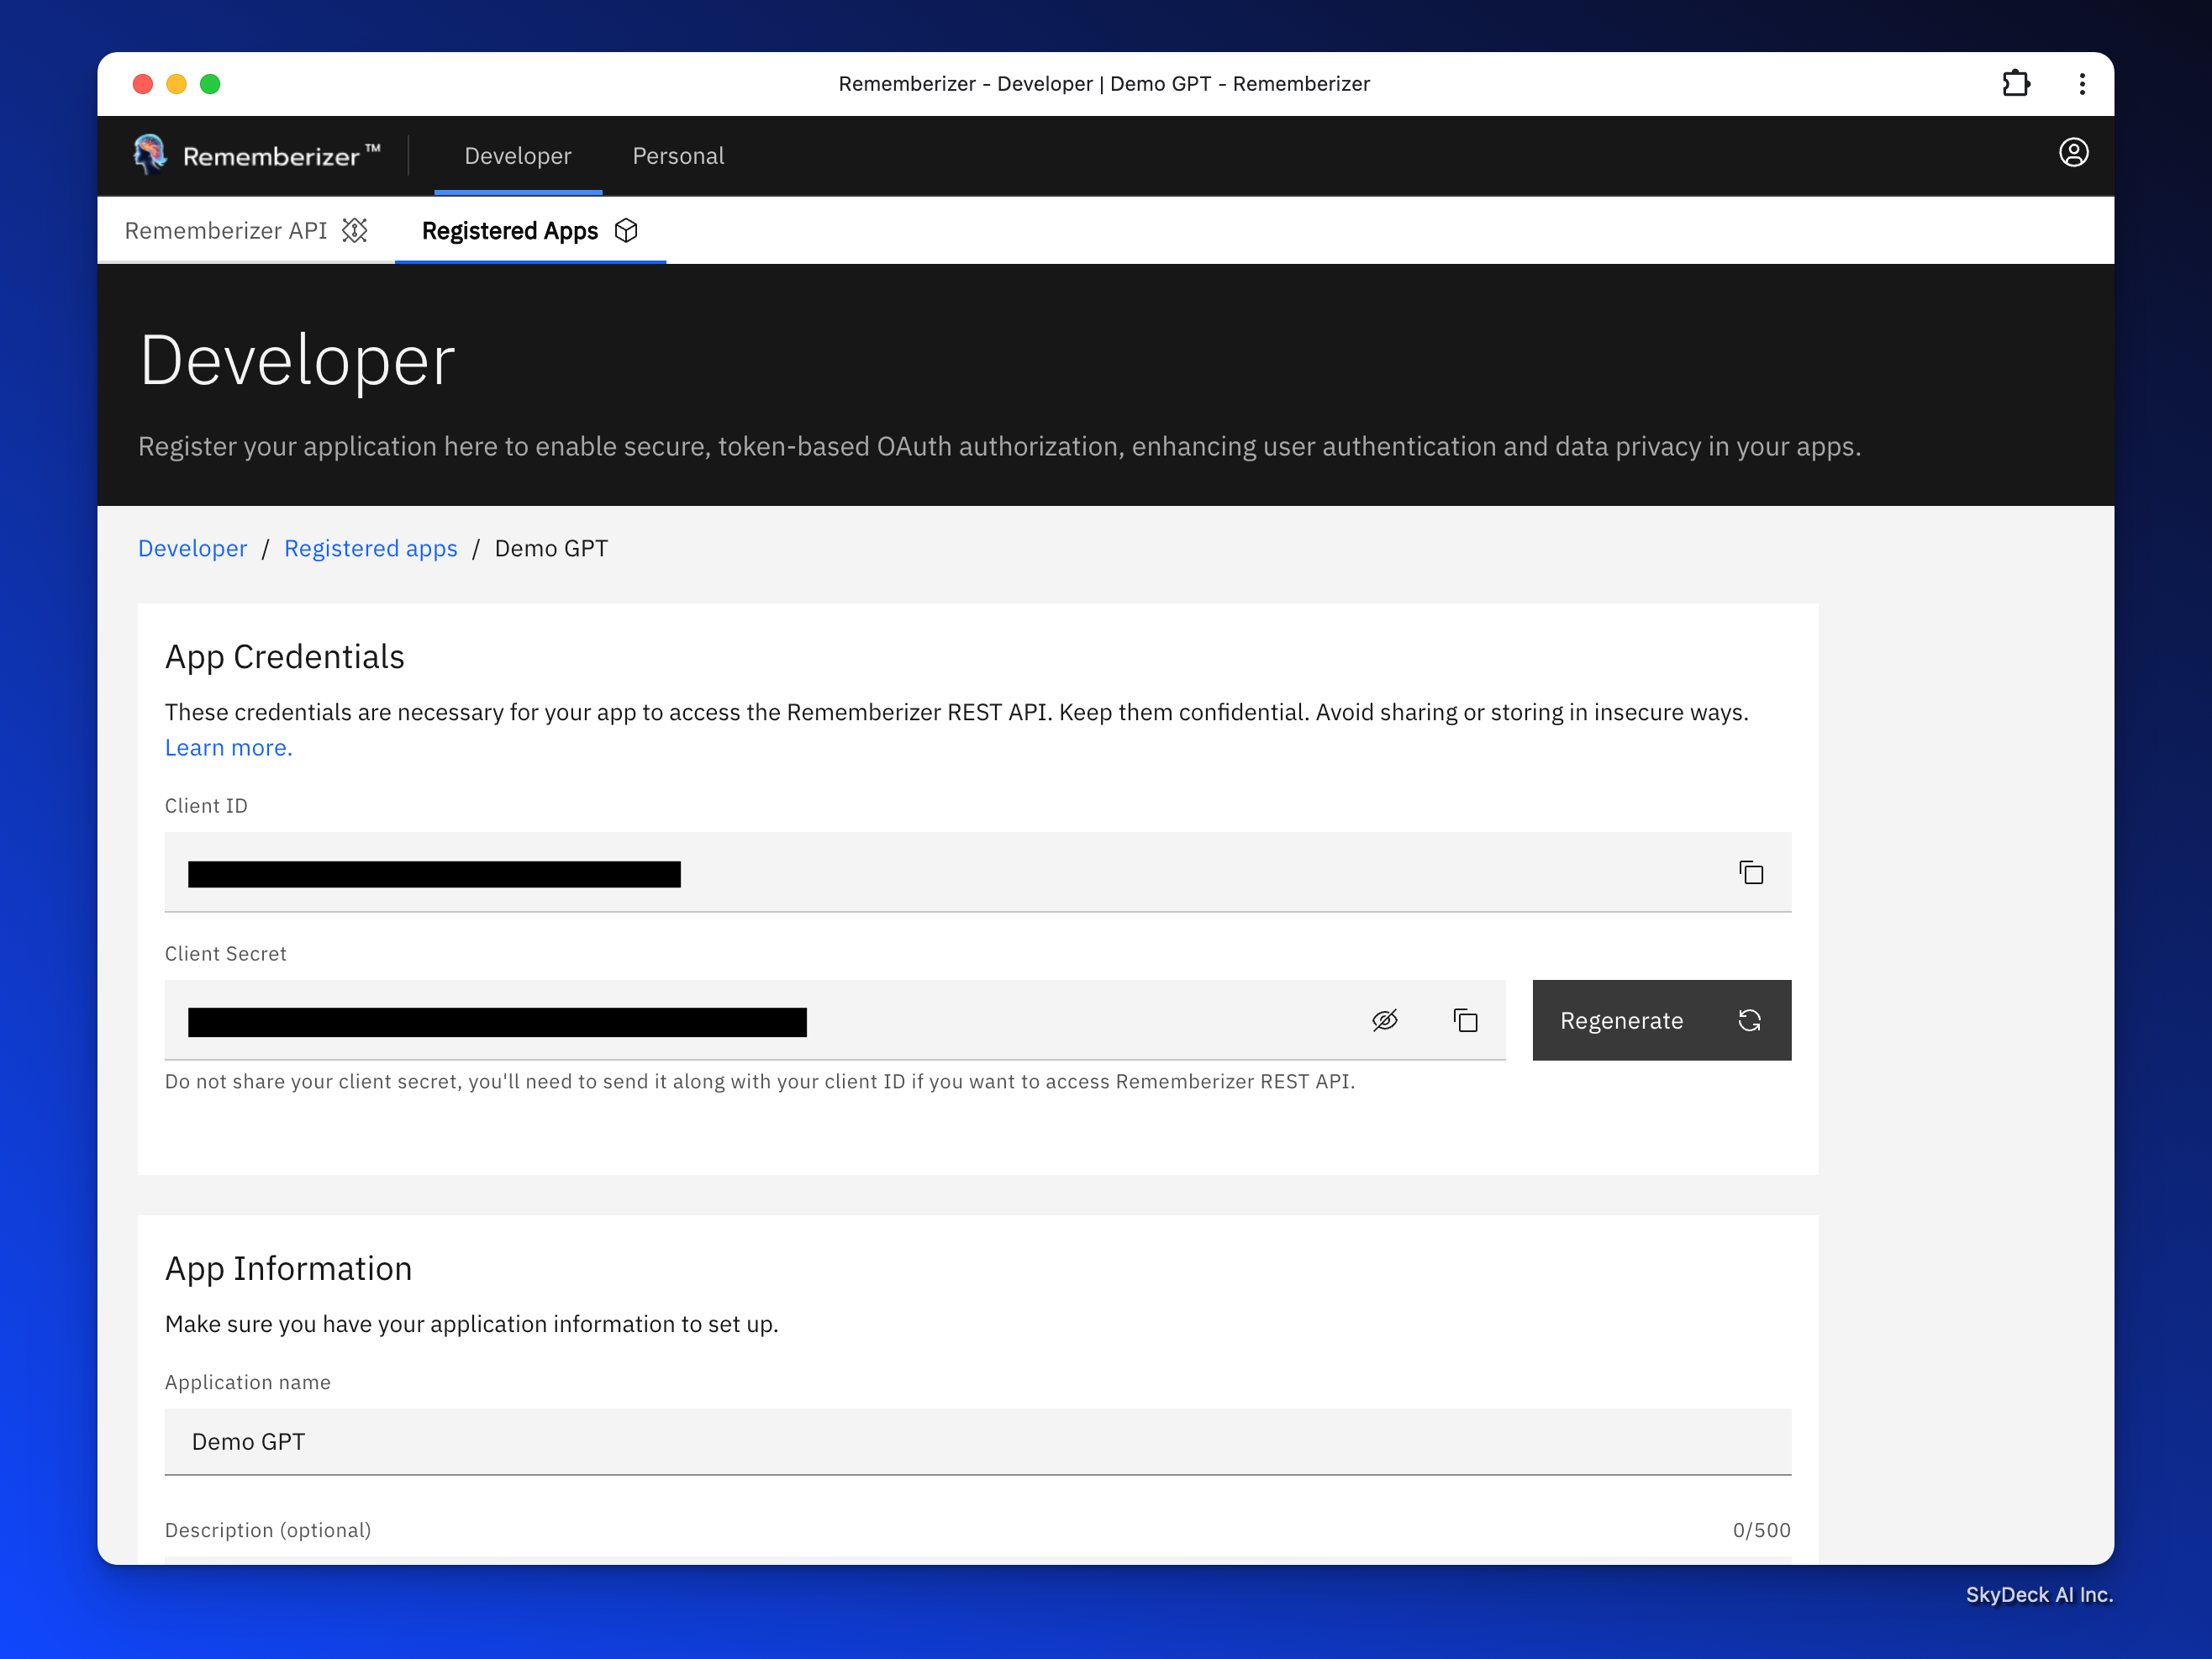 Rememberizer - Developer | Demo GPT - Rememberizer
Rememberizer™
Developer
Personal
Rememberizer API
Registered Apps
Developer
Register your application here to enable secure, token-based OAuth authorization, enhancing user authentication and data privacy in your apps.
Developer / Registered apps / Demo GPT
App Credentials
These credentials are necessary for your app to access the Rememberizer REST API. Keep them confidential. Avoid sharing or storing in insecure ways.
Learn more.
Client ID
Client Secret
Regenerate
Do not share your client secret, you'll need to send it along with your client ID if you want to access Rememberizer REST API.
App Information
Make sure you have your application information to set up.
Application name
Demo GPT
Description (optional)
0/500
SkyDeck AI Inc.